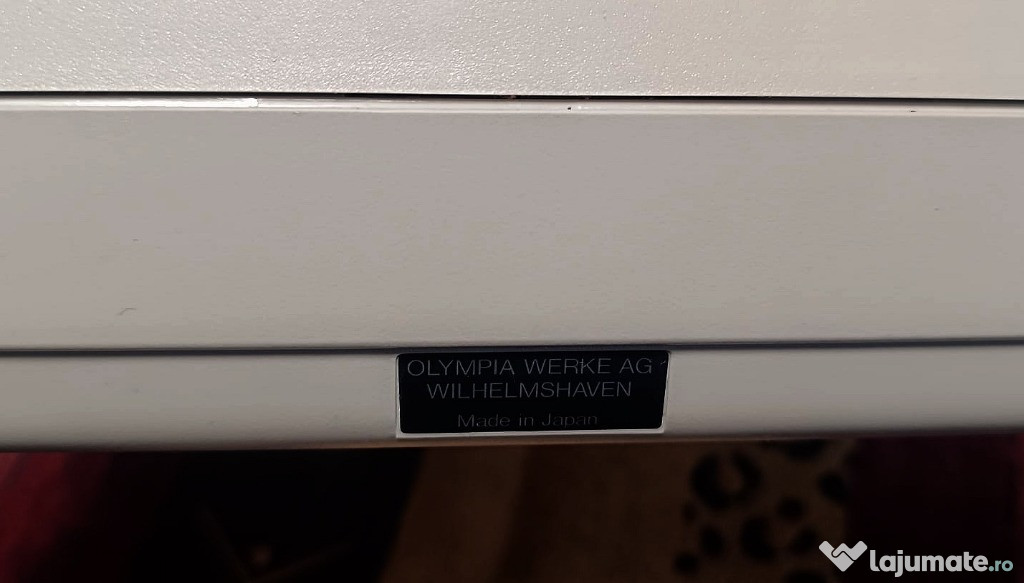 OLYMPIA WERKE AG
WILHELMSHAVEN
Made in Japan
lajumate.ro